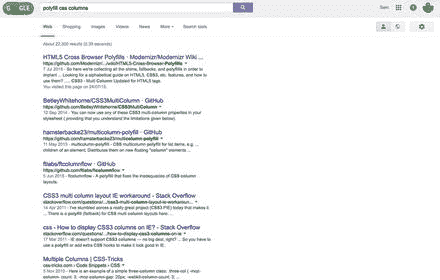 G GLE
polyfill css columns
Sam
Web Shopping Images Videos News More Search tools
About 22,300 results (0.39 seconds)
HTML5 Cross Browser Polyfills · Modernizr/Modernizr Wiki ...
https://github.com/Modernizr/.../wiki/HTML5-Cross-Browser-Polyfills
7 Jul 2015 - So here we're collecting all the shims, fallbacks, and polyfills in order to
implant ... Looking for a alphabetical guide on HTML5, CSS3, etc. features, and how to
use them? ... CSS3 - Multi Column Updated for HTML5 tags.
You visited this page on 24/07/15.
BetleyWhitehorne/CSS3MultiColumn · GitHub
https://github.com/BetleyWhitehorne/CSS3MultiColumn
12 Sep 2014 - You can now use any of these CSS3 multi-column properties in your
stylesheet ( providing you understand the limitations given below).
hamsterbacke23/multicolumn-polyfill · GitHub
https://github.com/hamsterbacke23/multicolumn-polyfill
11 May 2013 - multicolumn-polyfill - CSS multicolumn polyfill for list items, e.g. ...
children of an element; Distributes them on new floating "column" elements ...
ftlabs/ftcolumnflow · GitHub
https://github.com/ftlabs/ftcolumnflow
5 Jun 2015 - ftcolumnflow - A polyfill that fixes the inadequacies of CSS column
layouts.
CSS3 multi column layout IE workaround - Stack Overflow
stackoverflow.com/questions/.../css3-multi-column-layout-ie-workaroun...
14 Apr 2011 - I've stumbled across a really great project (CSS3 PIE) today that makes it
... There is a polyfill (fallback) for CSS multi column layouts here: ...
css - How to display CSS3 columns on IE? - Stack Overflow
stackoverflow.com/questions/.../how-to-display-css3-columns-on-ie
17 Mar 2011 - IE doesn't support CSS3 columns — no big deal, right? ... So you have to
use a polyfill or add extra CSS hooks to make it look good in IE.
Multiple Columns | CSS-Tricks
css-tricks.com › Code Snippets › CSS
5 Nov 2010 - Here is an example of a simple three-column class: .three-col { -moz-
column-count: 3; -moz-column-gap: 20px; -webkit-column-count: 3; ...